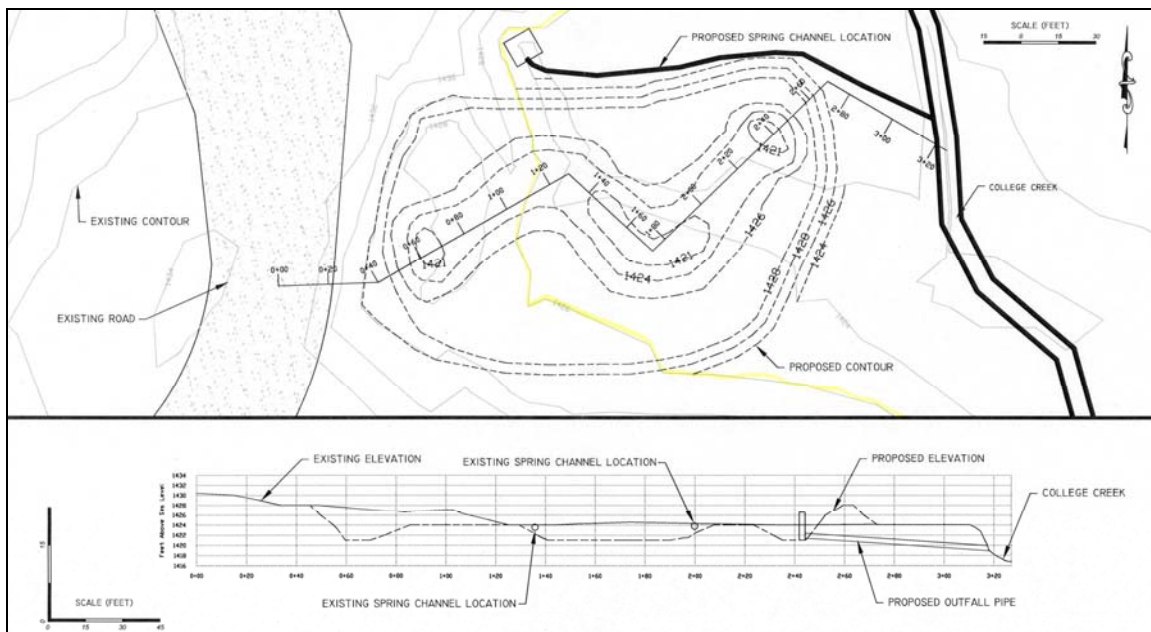 SCALE (FEET)
15 0 15 30
PROPOSED SPRING CHANNEL LOCATION
1426
1426
1426
1428
1424
1426
1424
EXISTING CONTOUR
EXISTING ROAD
COLLEGE CREEK
PROPOSED CONTOUR
0+00
0+20
0+40
0+60
0+80
1+00
1+20
1+40
1+60
1+80
2+00
2+20
2+40
2+60
2+80
3+00
3+20
1421
1421
1421
1424
1426
1428
1428
1424
1426
EXISTING ELEVATION
EXISTING SPRING CHANNEL LOCATION
PROPOSED ELEVATION
COLLEGE CREEK
Feet Above Sea Level
1434
1432
1430
1428
1426
1424
1422
1420
1418
1416
0+00 0+20 0+40 0+60 0+80 1+00 1+20 1+40 1+60 1+80 2+00 2+20 2+40 2+60 2+80 3+00 3+20
EXISTING SPRING CHANNEL LOCATION
PROPOSED OUTFALL PIPE
15
SCALE (FEET)
0 15 30 45